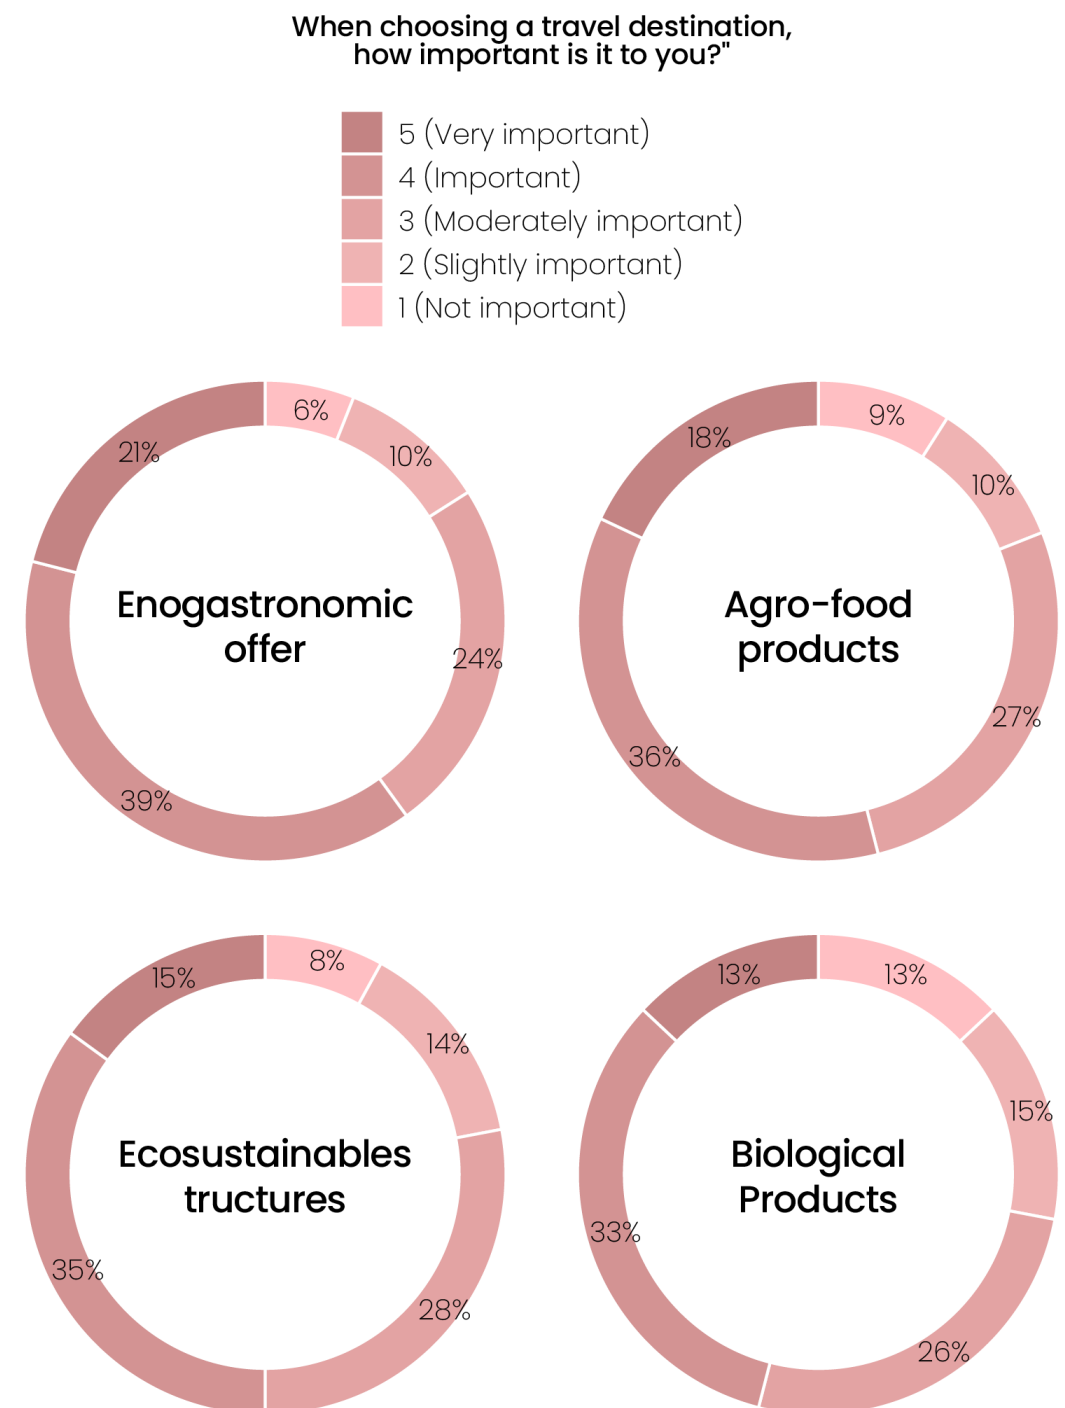 When choosing a travel destination,
how important is it to you?"
5 (Very important)
4 (Important)
3 (Moderately important)
2 (Slightly important)
1 (Not important)
6%
10%
24%
39%
21%
Enogastronomic
offer
9%
10%
27%
36%
18%
Agro-food
products
8%
14%
28%
35%
15%
Ecosustainables
tructures
13%
15%
26%
33%
13%
Biological
Products